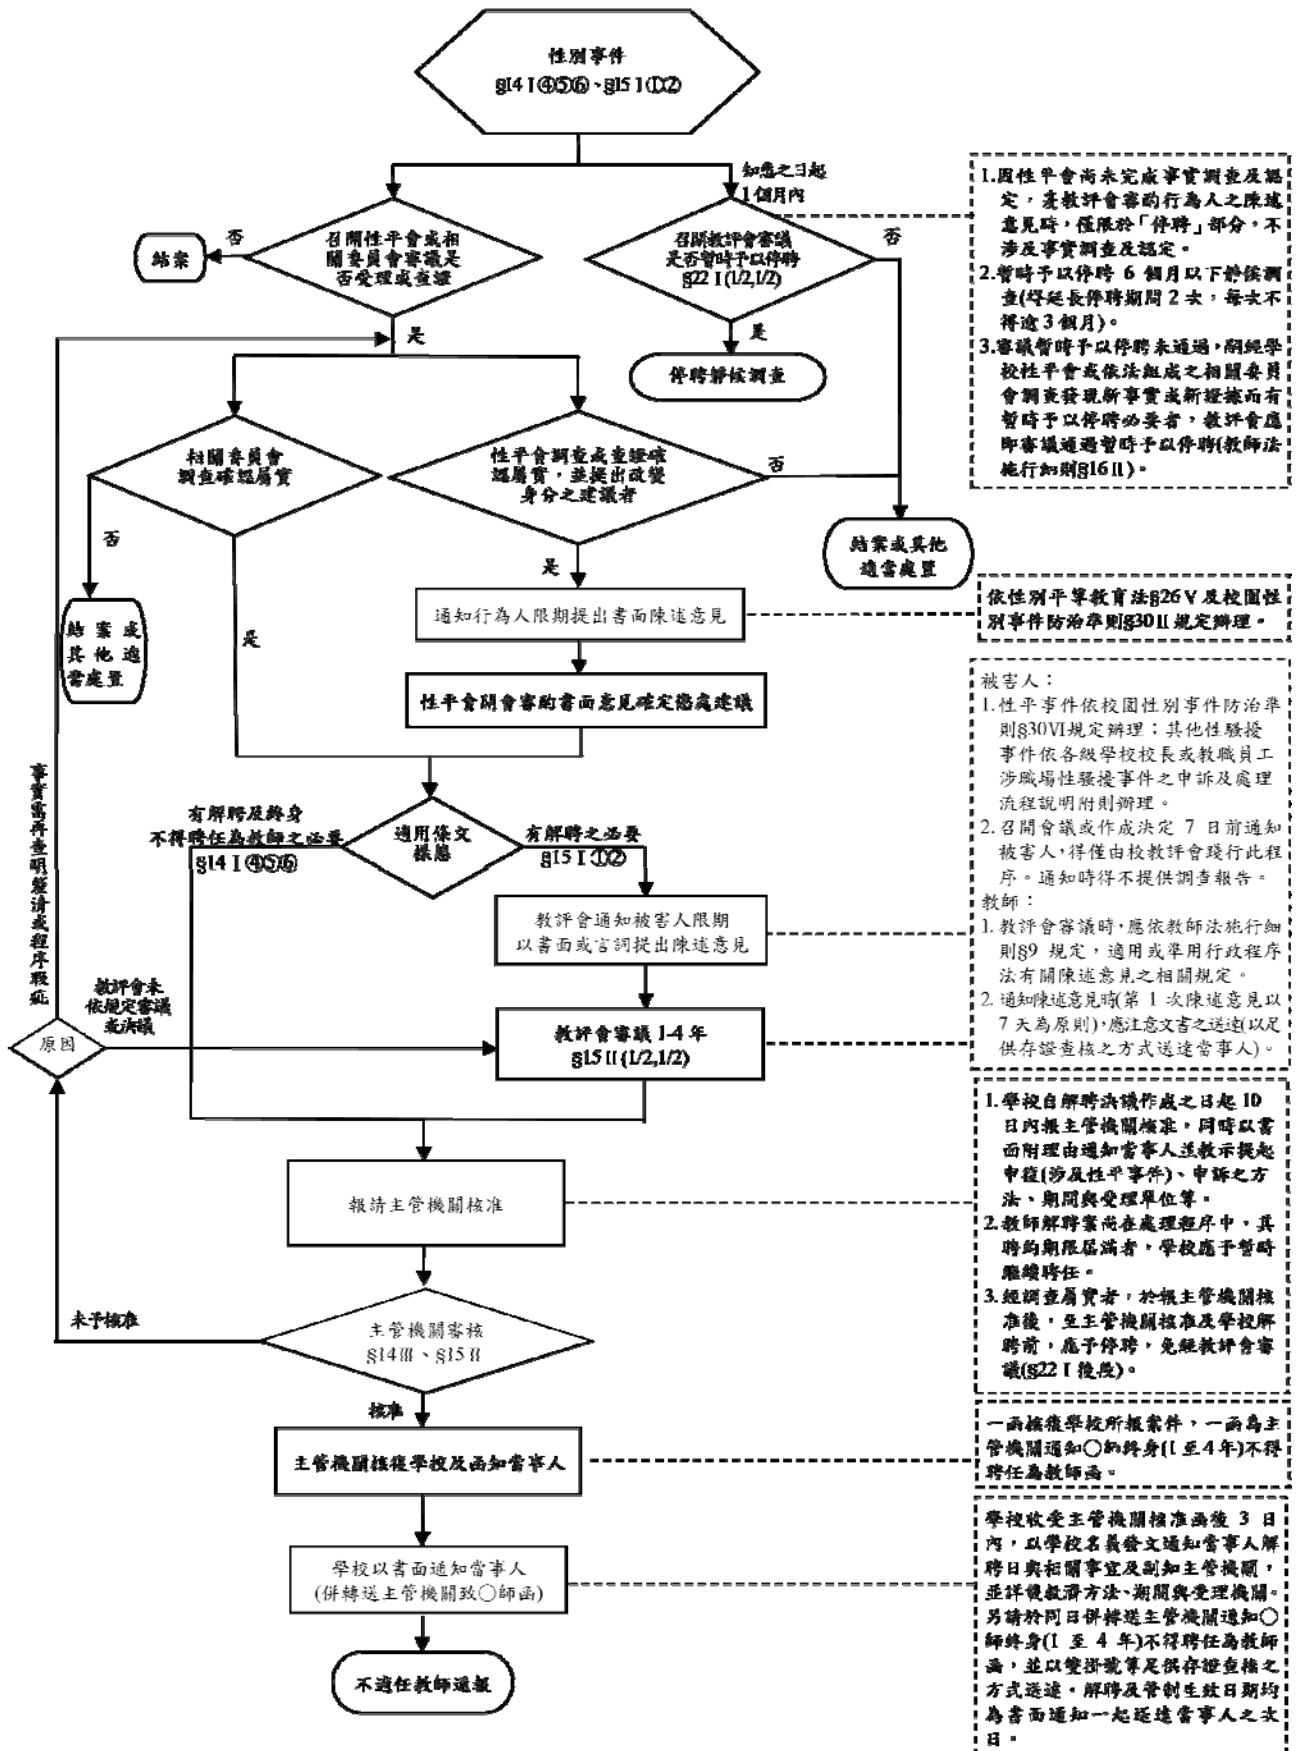 性別事件
§14 I ④⑤⑥、§15 I ①②
知悉之日起
1 個月內
召開性平會或相
關委員會審議是
否受理或查證
否
結案
召開教評會審議
是否暫時予以停聘
§22 I (1/2,1/2)
否
是
停聘靜候調查
是
1.因性平會尚未完成事實調查及認
定，爰教評會審酌行為人之陳述
意見時，僅限於「停聘」部分，不
涉及事實調查及認定。
2.暫時予以停聘 6 個月以下靜候調
查(得延長停聘期間 2 次，每次不
得逾 3 個月)。
3.審議暫時予以停聘未通過，嗣經學
校性平會或依法組成之相關委員
會調查發現新事實或新證據而有
暫時予以停聘必要者，教評會應
即審議通過暫時予以停聘(教師法
施行細則§16 II)。
相關委員會
調查確認屬實
否
結 案 或
其 他 適
當處置
是
性平會調查或查證確
認屬實，並提出改變
身分之建議者
否
結案或其他
適當處置
是
通知行為人限期提出書面陳述意見
依性別平等教育法§26 V 及校園性
別事件防治準則§30 II 規定辦理。
性平會開會審酌書面意見確定懲處建議
適用條文
樣態
有解聘及終身
不得聘任為教師之必要
§14 I ④⑤⑥
有解聘之必要
§15 I ①②
教評會通知被害人限期
以書面或言詞提出陳述意見
教評會審議 1-4 年
§15 II (1/2,1/2)
被害人：
1.性平事件依校園性別事件防治準
則§30VI規定辦理；其他性騷擾
事件依各級學校校長或教職員工
涉職場性騷擾事件之申訴及處理
流程說明附則辦理。
2.召開會議或作成決定 7 日前通知
被害人，得僅由校教評會踐行此程
序。通知時得不提供調查報告。
教師：
1.教評會審議時，應依教師法施行細
則§9 規定，適用或準用行政程序
法有關陳述意見之相關規定。
2.通知陳述意見時(第 1 次陳述意見以
7 天為原則)，應注意文書之送達(以足
供存證查核之方式送達當事人)。
事實需再查明釐清或程序瑕疵
教評會未
依規定審議
或決議
原因
報請主管機關核准
1.學校自解聘決議作成之日起 10
日內報主管機關核准，同時以書
面附理由通知當事人並教示提起
申復(涉及性平事件)、申訴之方
法、期間與受理單位等。
2.教師解聘案尚在處理程序中，其
聘約期限屆滿者，學校應予暫時
繼續聘任。
3.經調查屬實者，於報主管機關核
准後，至主管機關核准及學校解
聘前，應予停聘，免經教評會審
議(§22 I 後段)。
主管機關審核
§14 III、§15 II
未予核准
核准
主管機關核復學校及函知當事人
一函核復學校所報案件，一函為主
管機關通知○師終身(1 至 4 年)不得
聘任為教師函。
學校以書面通知當事人
(併轉送主管機關致○師函)
學校收受主管機關核准函後 3 日
內，以學校名義發文通知當事人解
聘日與相關事宜及副知主管機關，
並詳載救濟方法、期間與受理機關。
另請於同日併轉送主管機關通知○
師終身(1 至 4 年)不得聘任為教師
函，並以雙掛號等足供存證查核之
方式送達。解聘及管制生效日期均
為書面通知一起送達當事人之次
日。
不適任教師通報